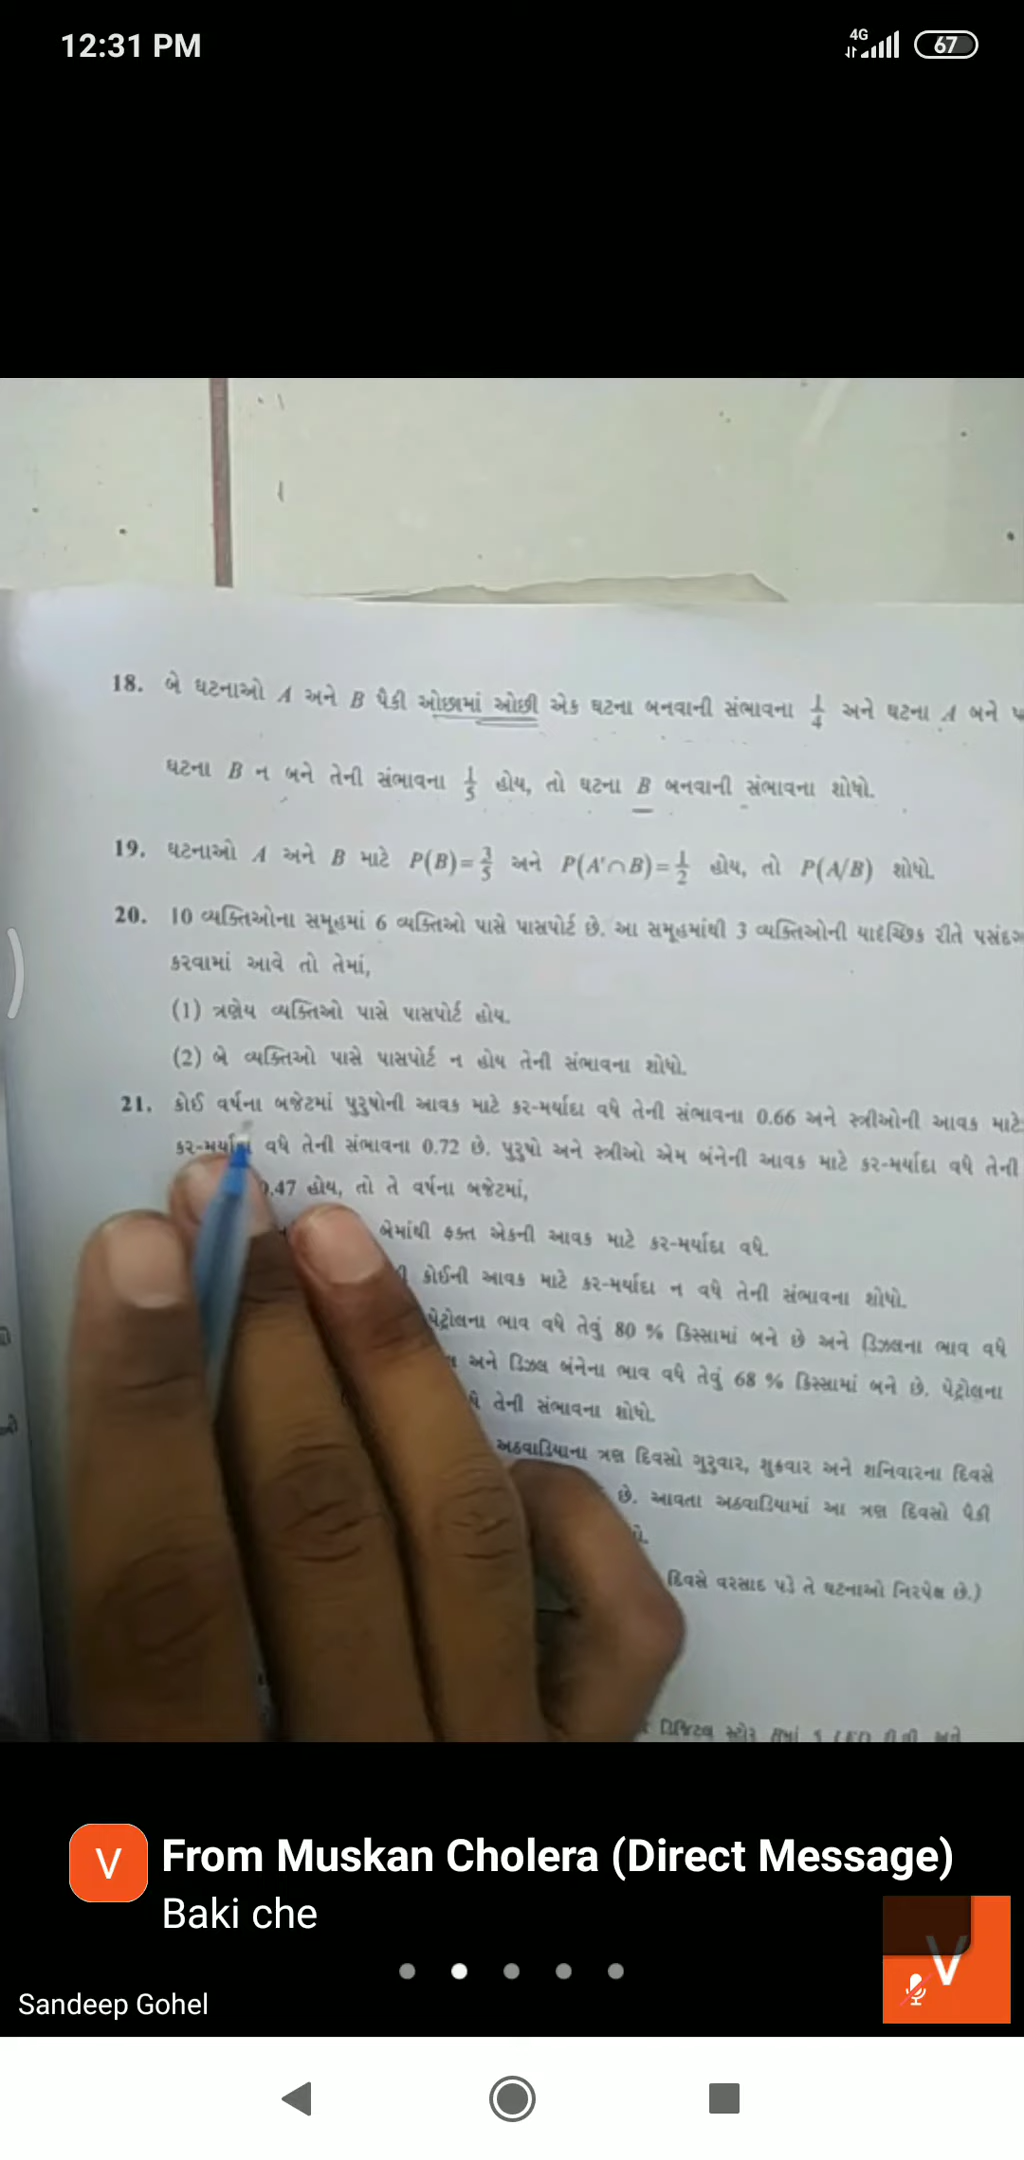 12:31 PM
4G
67
18. બે ઘટનાઓ A અને B પૈકી ઓછામાં ઓછી એક ઘટના બનવાની સંભાવના 1/4 અને ઘટના A બને
ઘટના B ન બને તેની સંભાવના 1/5 હોય, તો ઘટના B બનવાની સંભાવના શોધો.
19. ઘટનાઓ A અને B માટે P(B)=3/5 અને P(A'∩B)=1/2 હોય, તો P(A/B) શોધો.
20. 10 વ્યક્તિઓના સમૂહમાં 6 વ્યક્તિઓ પાસે પાસપોર્ટ છે. આ સમૂહમાંથી 3 વ્યક્તિઓની યાદચ્છિક રીતે
કરવામાં આવે તો તેમાં,
(1) ત્રણેય વ્યક્તિઓ પાસે પાસપોર્ટ હોય.
(2) બે વ્યક્તિઓ પાસે પાસપોર્ટ ન હોય તેની સંભાવના શોધો.
21. કોઈ વર્ષના બજેટમાં પુરુષોની આવક માટે કર-મર્યાદા વધે તેની સંભાવના 0.66 અને સ્ત્રીઓની આવક માટે
વધે તેની સંભાવના 0.72 છે. પુરુષો અને સ્ત્રીઓ એમ બંનેની આવક માટે કર-મર્યાદા વધે તેની
0.47 હોય, તો તે વર્ષના બજેટમાં,
બેમાંથી ફક્ત એકની આવક માટે કર-મર્યાદા વધે.
કોઈની આવક માટે કર-મર્યાદા ન વધે તેની સંભાવના શોધો.
પેટ્રોલના ભાવ વધે તેવું 80 % કિસ્સામાં બને છે અને ડિઝલના ભાવ વધે
અને ડિઝલ બંનેના ભાવ વધે તેવું 68 % કિસ્સામાં બને છે. પેટ્રોલના
તેની સંભાવના શોધો.
અઠવાડિયાના ત્રણ દિવસો ગુરુવાર, શુક્રવાર અને શનિવારના દિવસે
છે. આવતા અઠવાડિયામાં આ ત્રણ દિવસો પૈકી
દિવસે વરસાદ પડે તે ઘટનાઓ નિરપેક્ષ છે.)
V From Muskan Cholera (Direct Message)
Baki che
Sandeep Gohel
V